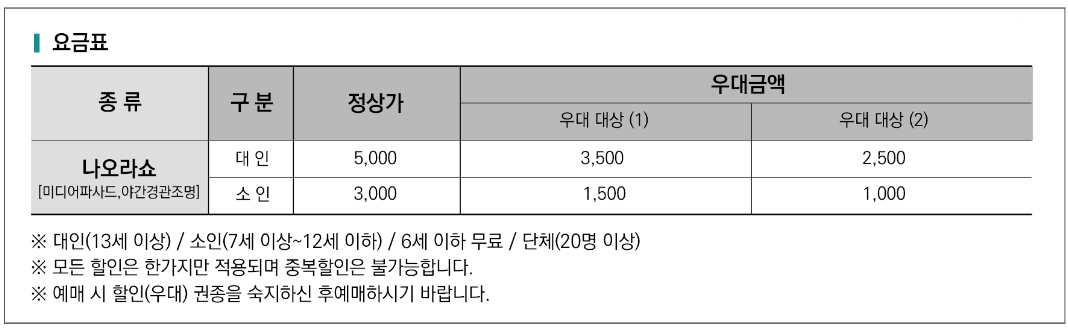 요금표
종 류 구 분 정상가 우대금액
우대 대상 (1) 우대 대상 (2)
나오라쇼
[미디어파사드,야간경관조명]
대 인 5,000 3,500 2,500
소 인 3,000 1,500 1,000
※ 대인(13세 이상) / 소인(7세 이상~12세 이하) / 6세 이하 무료 / 단체(20명 이상)
※ 모든 할인은 한가지만 적용되며 중복할인은 불가능합니다.
※ 예매 시 할인(우대) 권종을 숙지하신 후예매하시기 바랍니다.